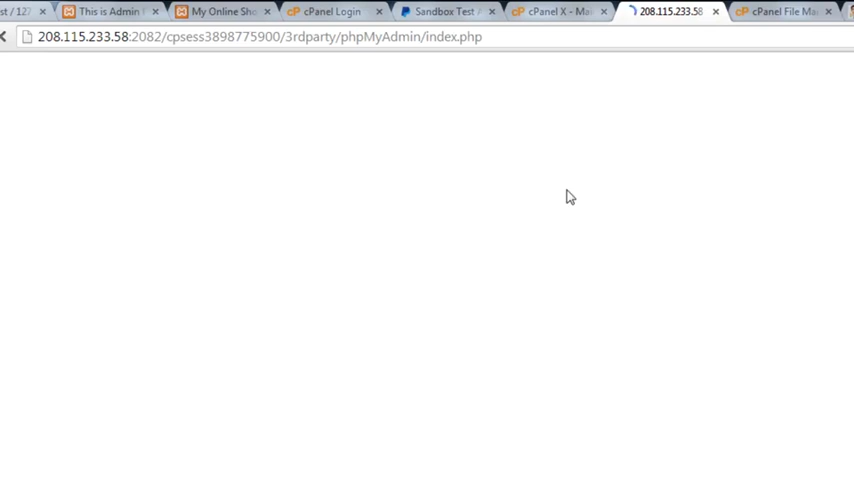 st / 127 This is Admin My Online Sho cPanel Login Sandbox Test / cPanel X - Ma 208.115.233.58 cPanel File Ma
208.115.233.58:2082/cpsess3898775900/3rdparty/phpMyAdmin/index.php